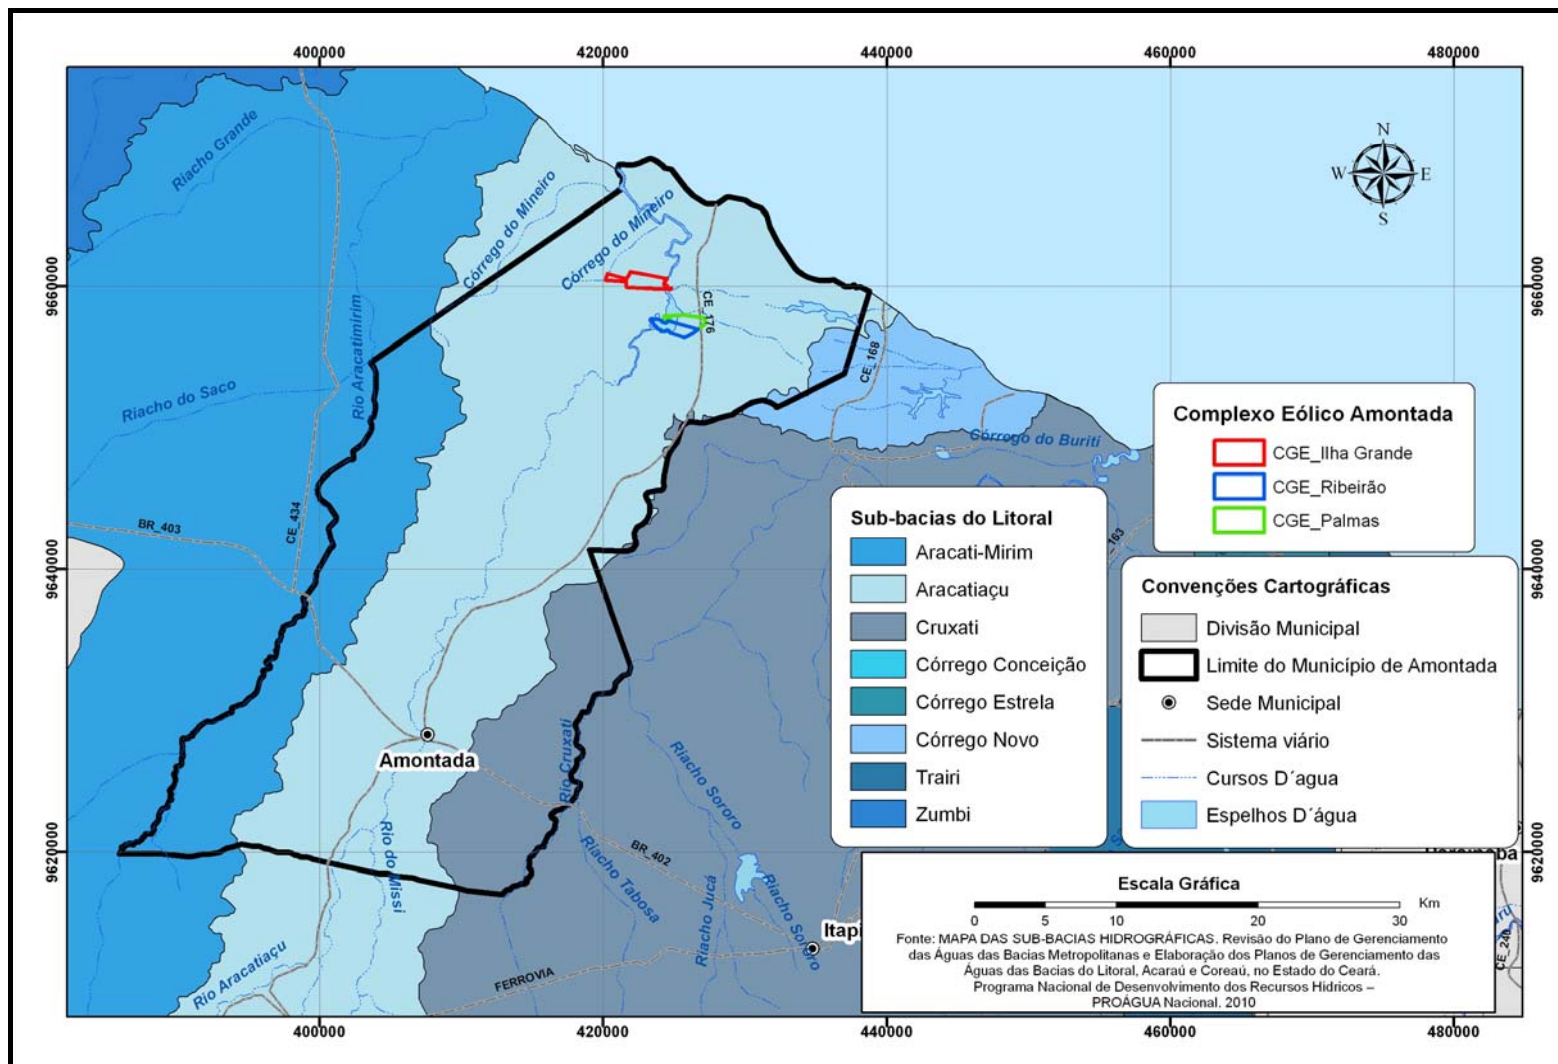 400000
420000
440000
460000
480000
Riacho Grande
N
W
E
S
Córrego do Mineiro
Córrego do Mineiro
9660000
9660000
CE_176
Rio Aracatimirim
CE_168
Riacho do Saco
Córrego do Buriti
Complexo Eólico Amontada
CGE_Ilha Grande
CGE_Ribeirão
CGE_Palmas
BR_403
CE_434
_163
9640000
9640000
Sub-bacias do Litoral
Aracati-Mirim
Aracatiaçu
Cruxati
Córrego Conceição
Córrego Estrela
Córrego Novo
Trairi
Zumbi
Convenções Cartográficas
Divisão Municipal
Limite do Município de Amontada
Sede Municipal
Sistema viário
Cursos D´agua
Espelhos D´água
Amontada
Rio Cruxati
Riacho Sororo
9620000
9620000
Rio do Missi
BR_402
Riacho Tabosa
Riacho Jucá
Riacho Sororo
Itapi
Rio Aracatiaçu
FERROVIA
CE_240
Escala Gráfica
0 5 10 20 30 Km
Fonte: MAPA DAS SUB-BACIAS HIDROGRÁFICAS. Revisão do Plano de Gerenciamento
das Águas das Bacias Metropolitanas e Elaboração dos Planos de Gerenciamento das
Águas das Bacias do Litoral, Acaraú e Coreaú, no Estado do Ceará.
Programa Nacional de Desenvolvimento dos Recursos Hídricos –
PROÁGUA Nacional. 2010
400000
420000
440000
460000
480000